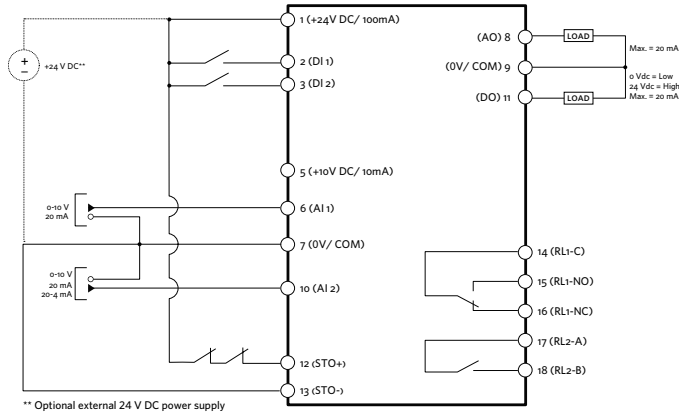 1 (+24V DC/ 100mA)
2 (DI 1)
3 (DI 2)
+
−
+24 V DC**
5 (+10V DC/ 10mA)
0-10 V
20 mA
6 (AI 1)
7 (0V/ COM)
0-10 V
20 mA
20-4 mA
10 (AI 2)
12 (STO+)
13 (STO-)
** Optional external 24 V DC power supply
(AO) 8
LOAD
Max. = 20 mA
(0V/ COM) 9
0 Vdc = Low
24 Vdc = High
Max. = 20 mA
(DO) 11
LOAD
14 (RL1-C)
15 (RL1-NO)
16 (RL1-NC)
17 (RL2-A)
18 (RL2-B)